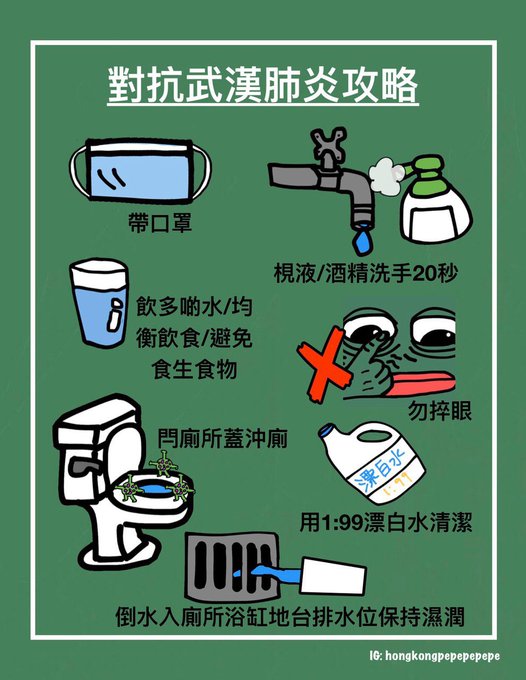 對抗武漢肺炎攻略
帶口罩
梘液/酒精洗手20秒
飲多啲水/均
衡飲食/避免
食生食物
勿捽眼
閂廁所蓋沖廁
漂白水
1:99
用1:99漂白水清潔
倒水入廁所浴缸地台排水位保持濕潤
IG: hongkongpepepepepe